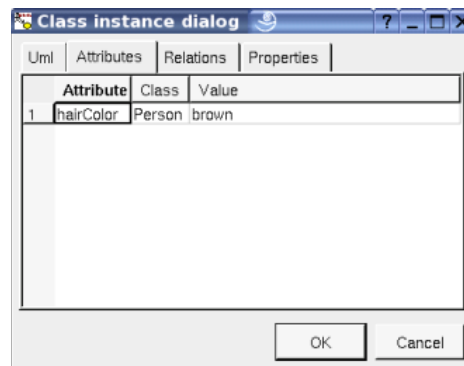 Class instance dialog
Uml Attributes Relations Properties
Attribute Class Value
1 hairColor Person brown
OK Cancel